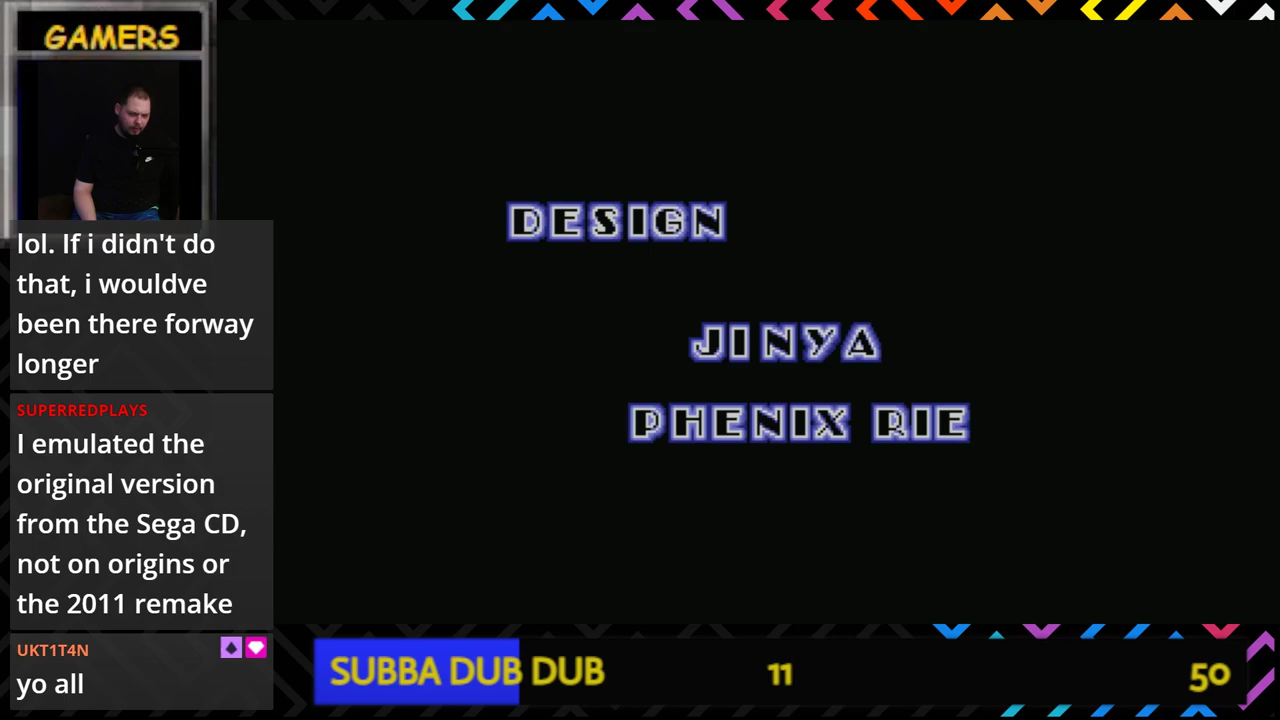 GAMERS
lol. If i didn't do
that, i wouldve
been there forway
longer
SUPERREDPLAYS
I emulated the
original version
from the Sega CD,
not on origins or
the 2011 remake
UKT1T4N
yo all
DESIGN
JINYA
PHENIX RIE
SUBBA DUB DUB 11 50